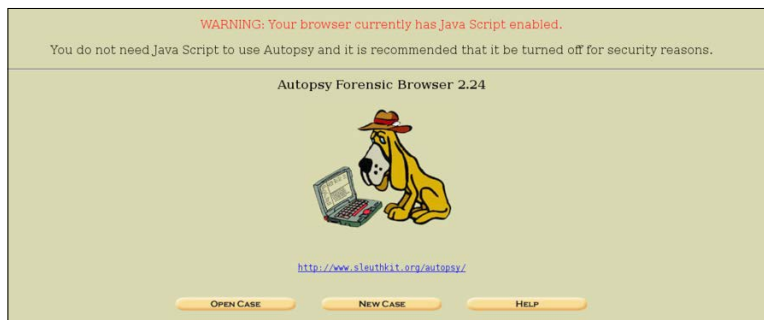 WARNING: Your browser currently has Java Script enabled.
You do not need Java Script to use Autopsy and it is recommended that it be turned off for security reasons.
Autopsy Forensic Browser 2.24
http://www.sleuthkit.org/autopsy/
OPEN CASE
NEW CASE
HELP